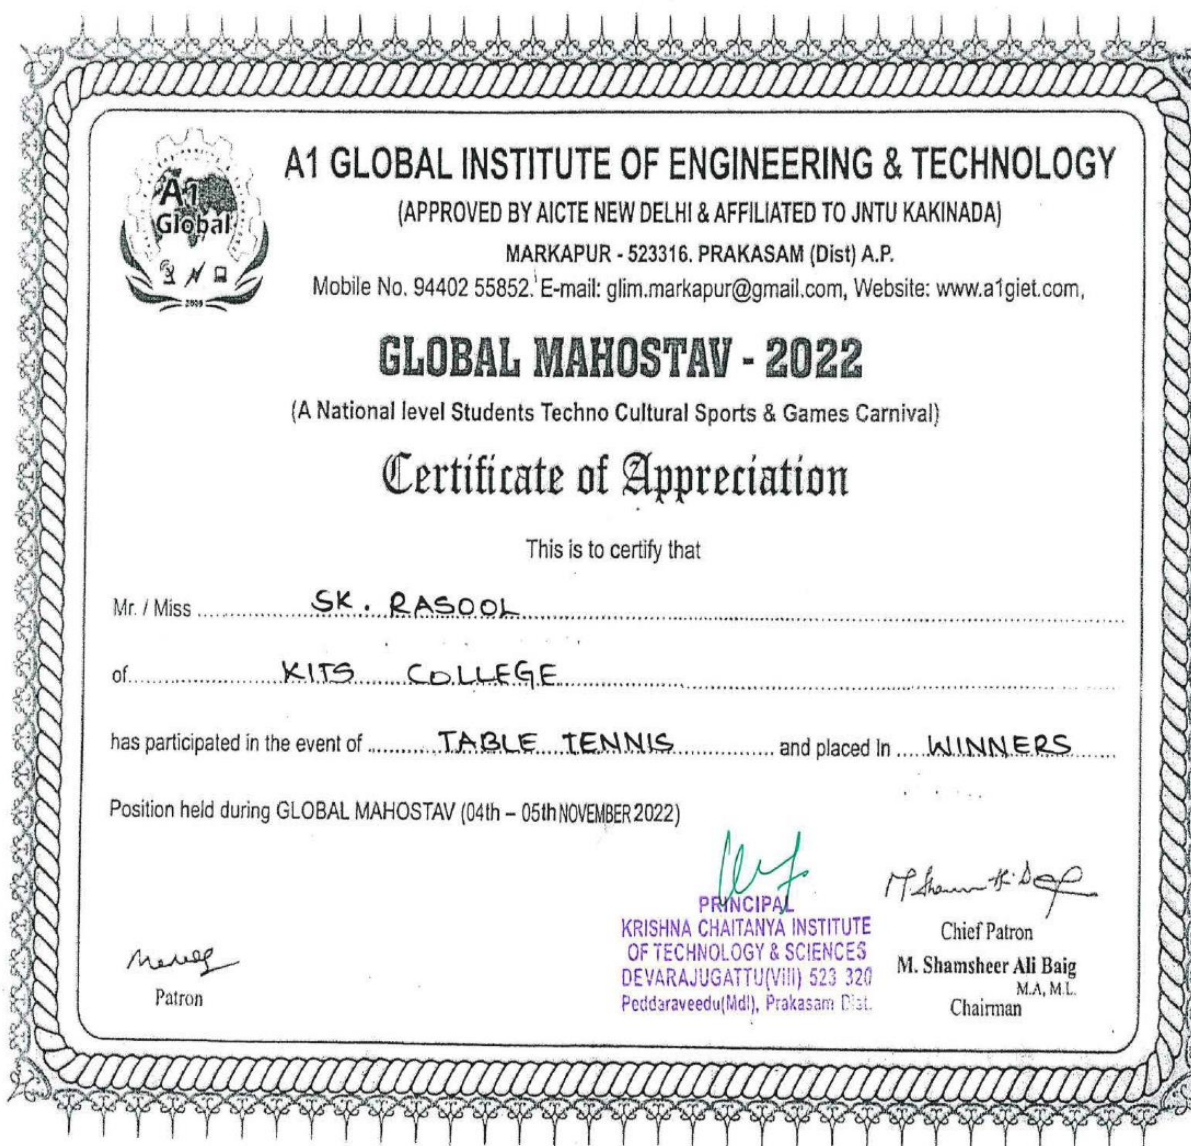 A1
Global
2009
A1 GLOBAL INSTITUTE OF ENGINEERING & TECHNOLOGY
(APPROVED BY AICTE NEW DELHI & AFFILIATED TO JNTU KAKINADA)
MARKAPUR - 523316. PRAKASAM (Dist) A.P.
Mobile No. 94402 55852. E-mail: glim.markapur@gmail.com, Website: www.a1giet.com,
GLOBAL MAHOSTAV - 2022
(A National level Students Techno Cultural Sports & Games Carnival)
Certificate of Appreciation
This is to certify that
Mr. / Miss SK. RASOOL
of KITS COLLEGE
has participated in the event of TABLE TENNIS and placed In WINNERS
Position held during GLOBAL MAHOSTAV (04th – 05th NOVEMBER 2022)
Patron
PRINCIPAL
KRISHNA CHAITANYA INSTITUTE
OF TECHNOLOGY & SCIENCES
DEVARAJUGATTU(Vill) 523 320
Peddaraveedu(Mdl), Prakasam Dist.
Chief Patron
M. Shamsheer Ali Baig
M.A, M.L.
Chairman